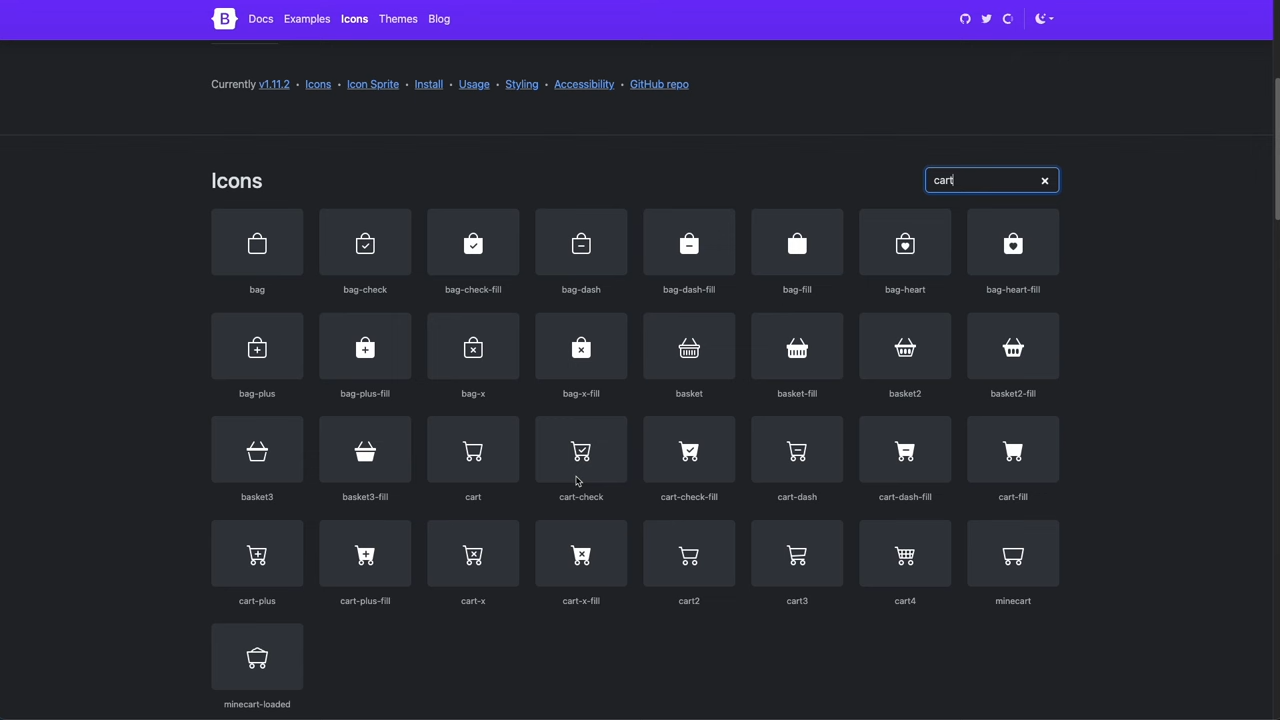 B Docs Examples Icons Themes Blog
Currently v1.11.2 • Icons • Icon Sprite • Install • Usage • Styling • Accessibility • GitHub repo
Icons
cart
bag bag-check bag-check-fill bag-dash bag-dash-fill bag-fill bag-heart bag-heart-fill
bag-plus bag-plus-fill bag-x bag-x-fill basket basket-fill basket2 basket2-fill
basket3 basket3-fill cart cart-check cart-check-fill cart-dash cart-dash-fill cart-fill
cart-plus cart-plus-fill cart-x cart-x-fill cart2 cart3 cart4 minecart
minecart-loaded